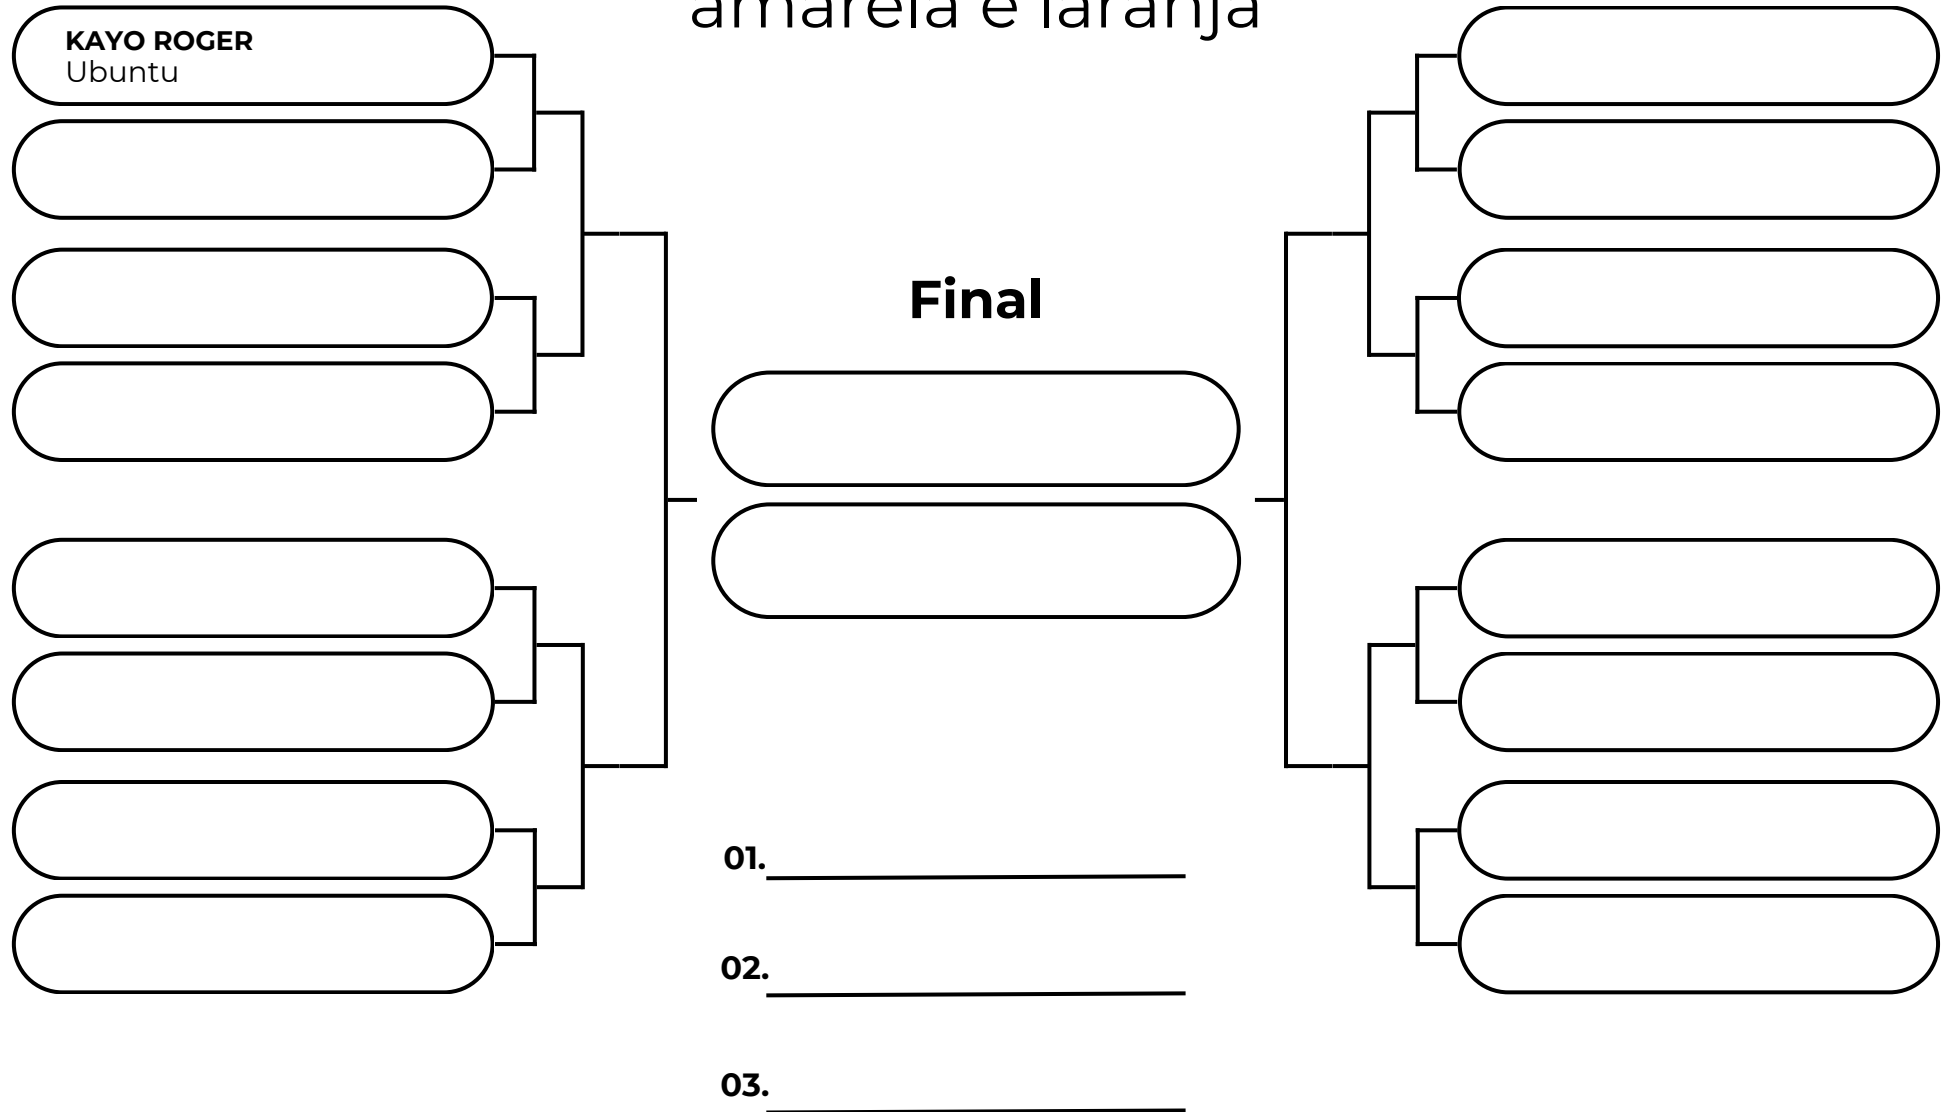 amarela e laranja
KAYO ROGER
Ubuntu
Final
01.
02.
03.